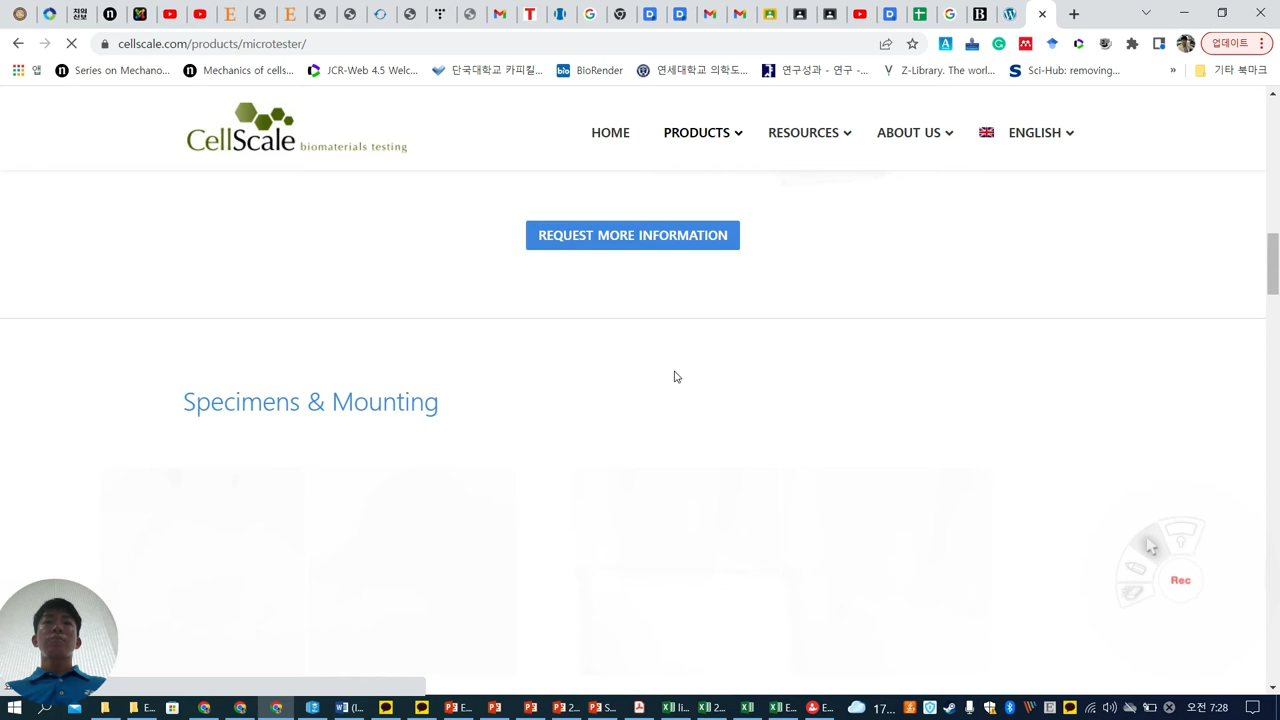 cellscale.com/products/microtester/
업데이트
앱
Series on Mechano...
Mechanics of cells...
JCR-Web 4.5 Welc...
단국대학교 카피킬...
bio
BioRender
연세대학교 의학도...
연구성과 - 연구 -...
Z-Library. The worl...
Sci-Hub: removing...
»
기타 북마크
CellScale biomaterials testing
HOME
PRODUCTS
RESOURCES
ABOUT US
ENGLISH
REQUEST MORE INFORMATION
Specimens & Mounting
Rec
17...
오전 7:28